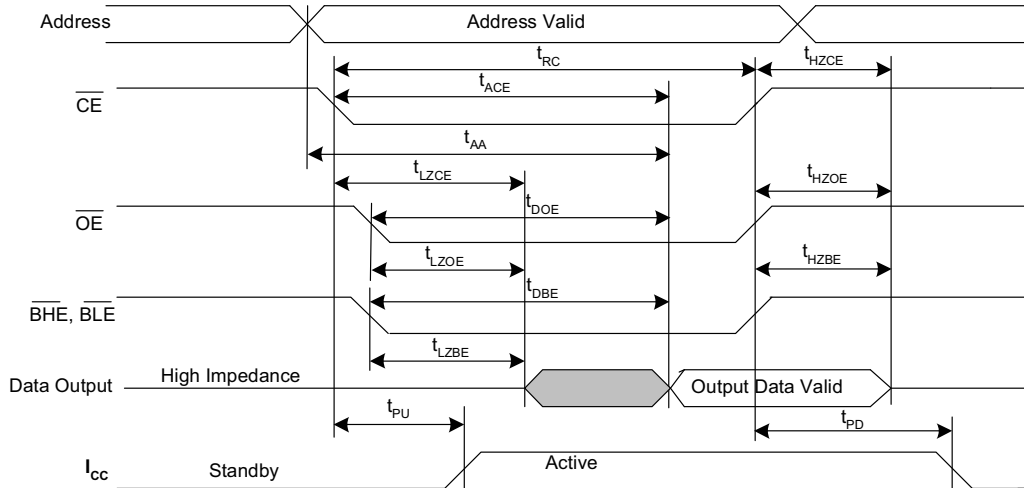 Address
Address Valid
tRC
tHZCE
CE
tACE
tAA
tLZCE
tHZOE
OE
tDOE
tLZOE
tHZBE
tDBE
BHE, BLE
tLZBE
Data Output
High Impedance
Output Data Valid
tPU
tPD
ICC
Standby
Active